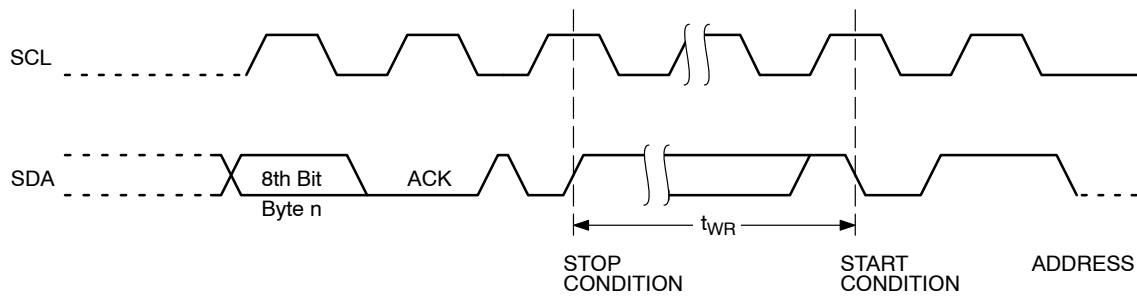 SCL
SDA
8th Bit
Byte n
ACK
tWR
STOP
CONDITION
START
CONDITION
ADDRESS